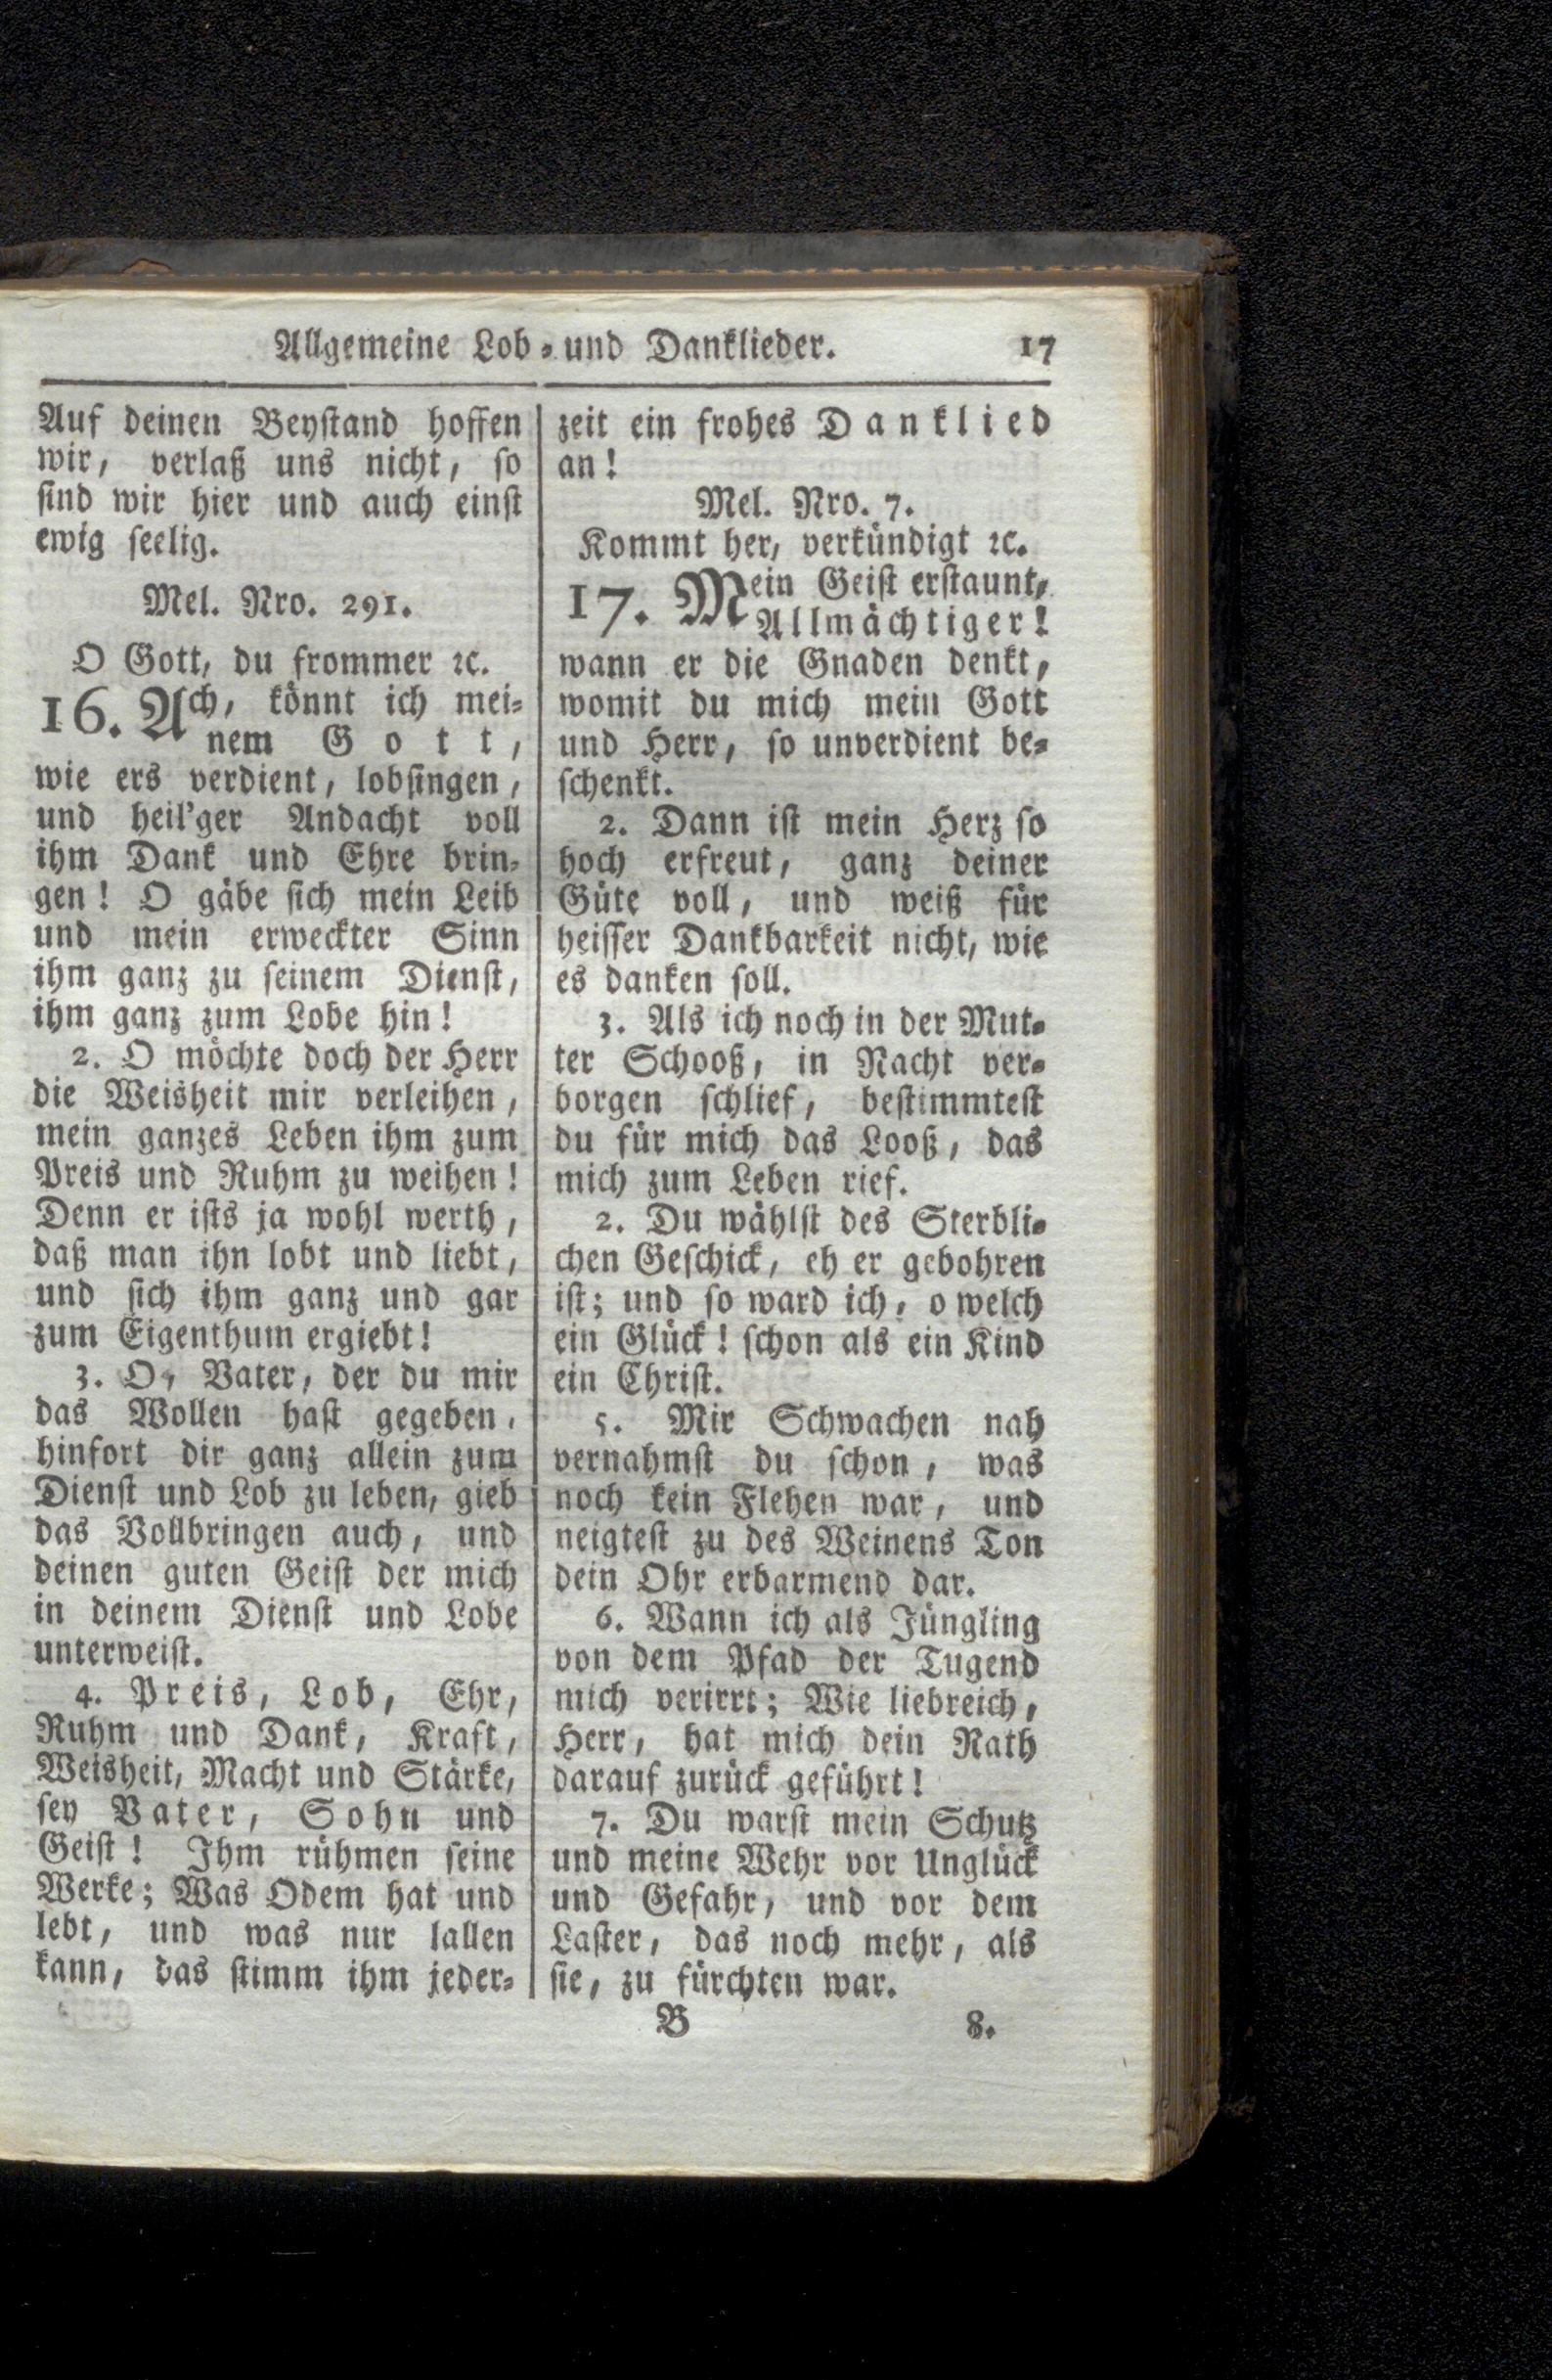 Allgemeine Lob- und Danklieder. 17
Auf deinen Beystand hoffen
wir, verlaß uns nicht, so
sind wir hier und auch einst
ewig seelig.
Mel. Nro. 291.
O Gott, du frommer ꝛc.
16. Ach, könnt ich mei-
nem Gott,
wie ers verdient, lobsingen,
und heil'ger Andacht voll
ihm Dank und Ehre brin-
gen! O gäbe sich mein Leib
und mein erweckter Sinn
ihm ganz zu seinem Dienst,
ihm ganz zum Lobe hin!
2. O möchte doch der Herr
die Weisheit mir verleihen,
mein ganzes Leben ihm zum
Preis und Ruhm zu weihen!
Denn er ists ja wohl werth,
daß man ihn lobt und liebt,
und sich ihm ganz und gar
zum Eigenthum ergiebt!
3. O, Vater, der du mir
das Wollen hast gegeben,
hinfort dir ganz allein zum
Dienst und Lob zu leben, gieb
das Vollbringen auch, und
deinen guten Geist der mich
in deinem Dienst und Lobe
unterweist.
4. Preis, Lob, Ehr,
Ruhm und Dank, Kraft,
Weisheit, Macht und Stärke,
sey Vater, Sohn und
Geist! Ihm rühmen seine
Werke; Was Odem hat und
lebt, und was nur lallen
kann, das stimm ihm jeder-
zeit ein frohes Danklied
an!
Mel. Nro. 7.
Kommt her, verkündigt ꝛc.
17. Mein Geist erstaunt,
Allmächtiger!
wann er die Gnaden denkt,
womit du mich mein Gott
und Herr, so unverdient be-
schenkt.
2. Dann ist mein Herz so
hoch erfreut, ganz deiner
Güte voll, und weiß für
heisser Dankbarkeit nicht, wie
es danken soll.
3. Als ich noch in der Mut-
ter Schooß, in Nacht ver-
borgen schlief, bestimmtest
du für mich das Looß, das
mich zum Leben rief.
2. Du wählst des Sterbli-
chen Geschick, eh er gebohren
ist; und so ward ich, o welch
ein Glück! schon als ein Kind
ein Christ.
5. Mir Schwachen nah
vernahmst du schon, was
noch kein Flehen war, und
neigtest zu des Weinens Ton
dein Ohr erbarmend dar.
6. Wann ich als Jüngling
von dem Pfad der Tugend
mich verirrt; Wie liebreich,
Herr, hat mich dein Rath
darauf zurück geführt!
7. Du warst mein Schutz
und meine Wehr vor Unglück
und Gefahr, und vor dem
Laster, das noch mehr, als
sie, zu fürchten war.
B 8.